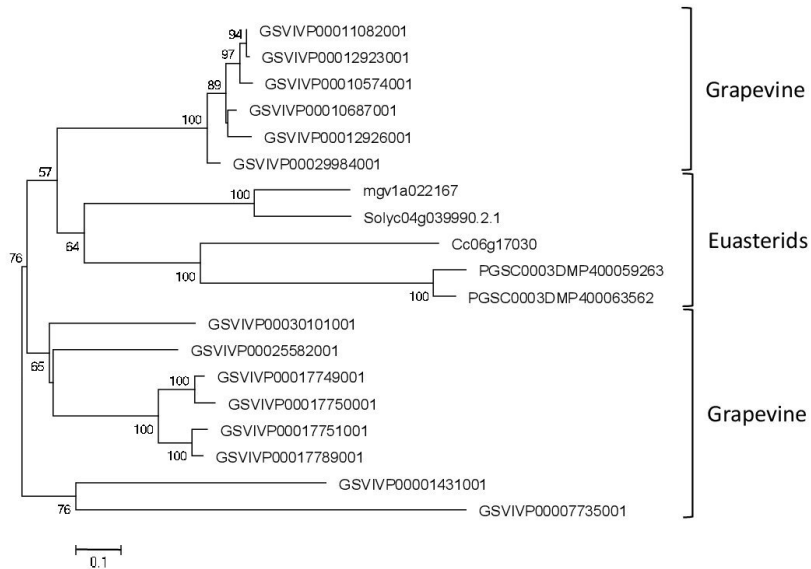 94
GSVIVP00011082001
GSVIVP00012923001
97
GSVIVP00010574001
89
GSVIVP00010687001
Grapevine
100
GSVIVP00012926001
GSVIVP00029984001
57
100
mgv1a022167
Solyc04g039990.2.1
64
Cc06g17030
Euasterids
76
100
PGSC0003DMP400059263
100
PGSC0003DMP400063562
GSVIVP00030101001
GSVIVP00025582001
65
100
GSVIVP00017749001
GSVIVP00017750001
Grapevine
100
GSVIVP00017751001
100
GSVIVP00017789001
GSVIVP00001431001
76
GSVIVP00007735001
0.1